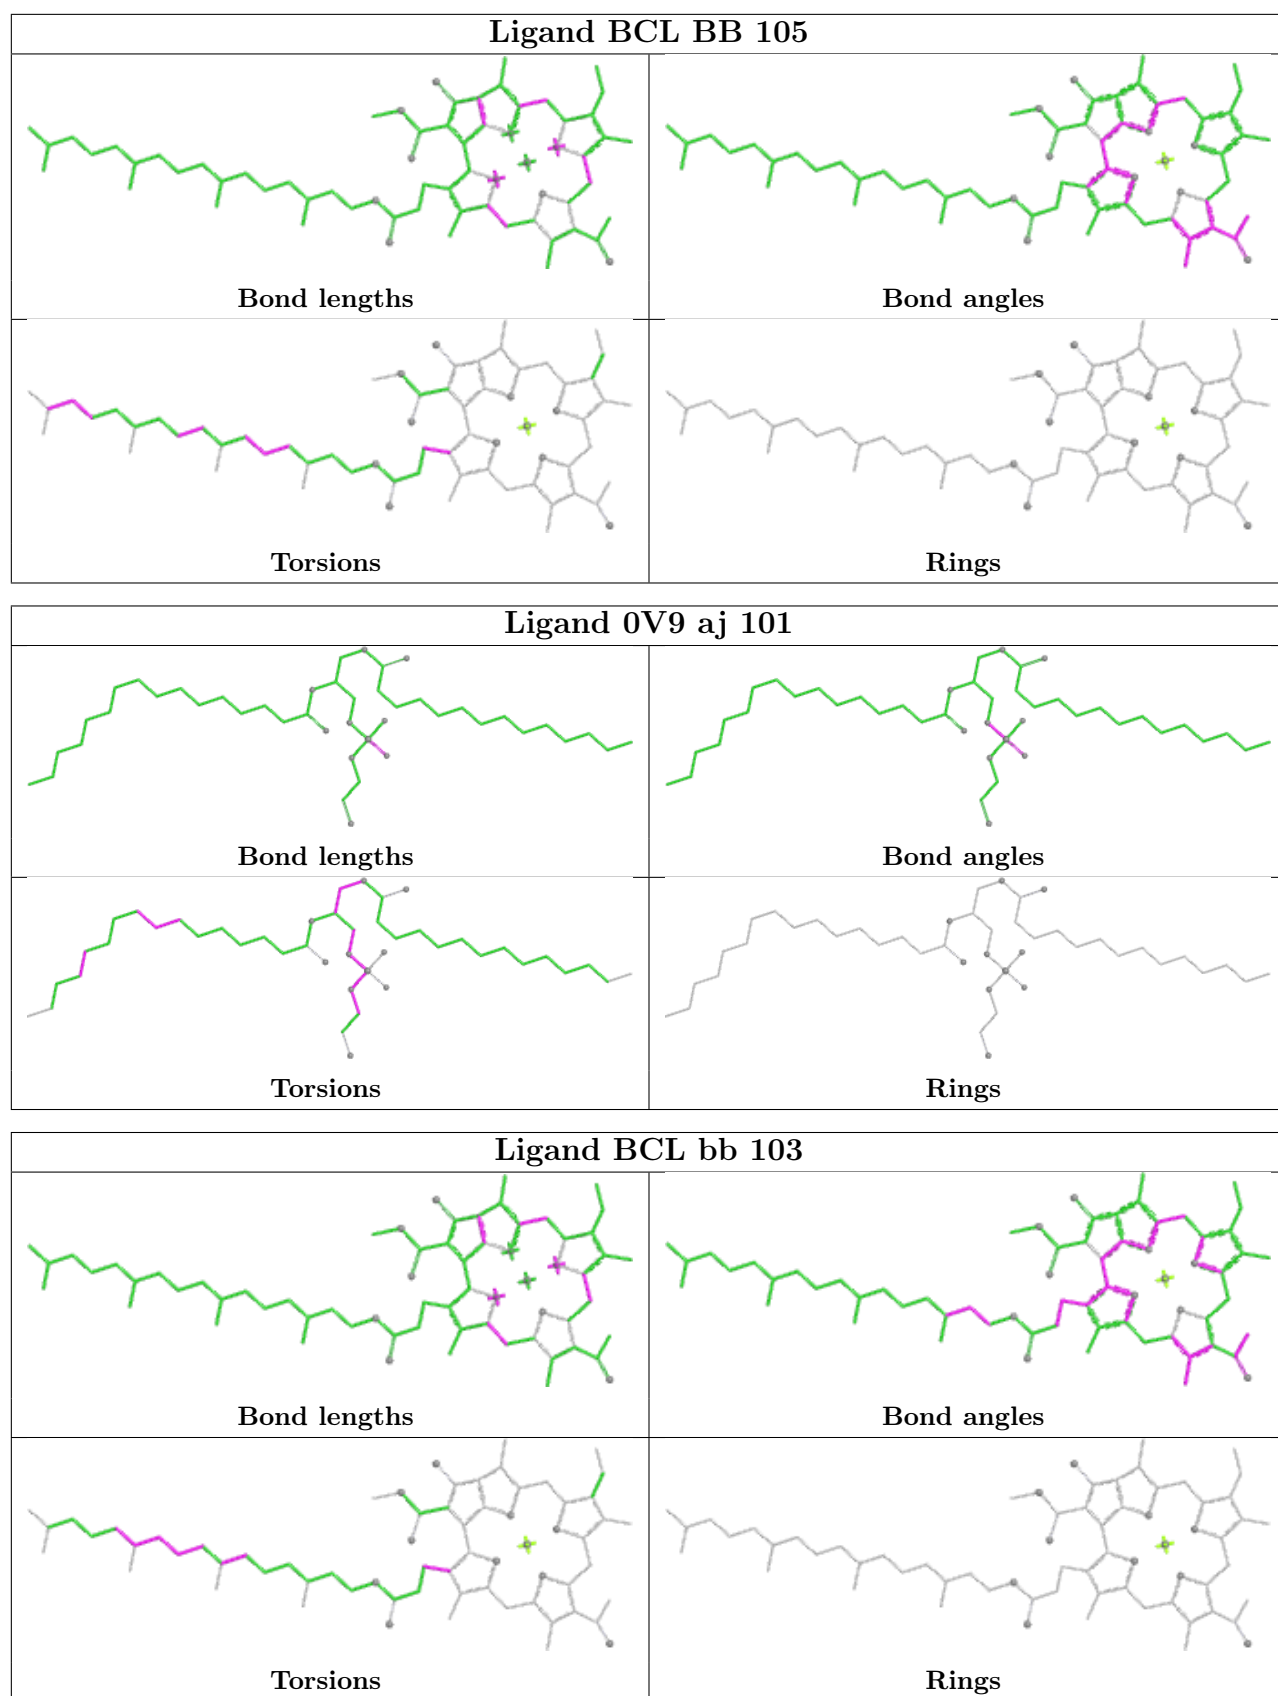 Ligand BCL BB 105
Bond lengths
Bond angles
Torsions
Rings
Ligand 0V9 aj 101
Bond lengths
Bond angles
Torsions
Rings
Ligand BCL bb 103
Bond lengths
Bond angles
Torsions
Rings